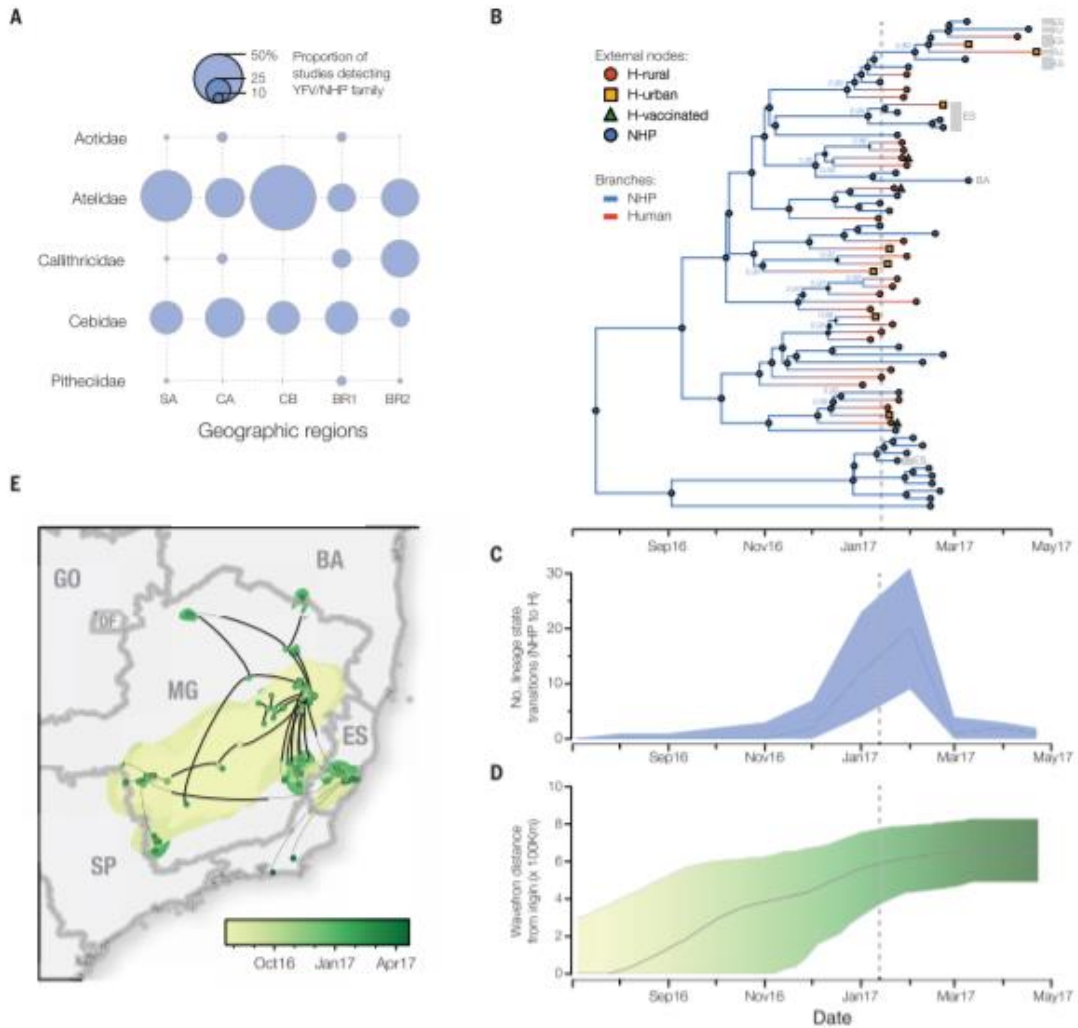 A
50%
25
10
Proportion of
studies detecting
YFV/NHP family
Aotidae
Atelidae
Callithricidae
Cebidae
Pitheciidae
SA
CA
CB
BR1
BR2
Geographic regions
B
External nodes:
H-rural
H-urban
H-vaccinated
NHP
Branches:
NHP
Human
ES
BA
Sep16
Nov16
Jan17
Mar17
May17
C
No. lineage state
transitions (NHP to H)
30
20
10
0
Sep16
Nov16
Jan17
Mar17
May17
D
Wavefron distance
from irigin (x 100Km)
10
8
6
4
2
0
Sep16
Nov16
Jan17
Mar17
May17
Date
E
GO
DF
BA
MG
ES
SP
Oct16
Jan17
Apr17